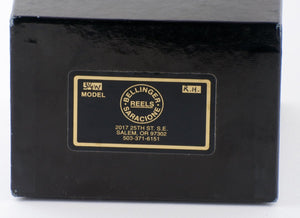 MODEL
R.H.
BELLINGER
REELS
SARACIONE
2017 25TH ST. S.E.
SALEM, OR 97302
503-371-6151